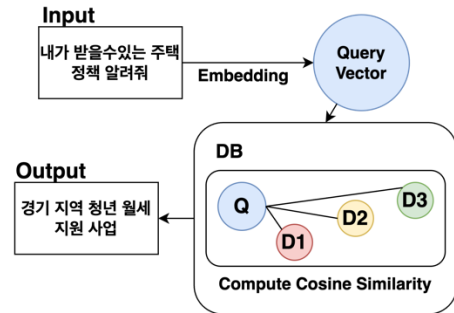 Input
내가 받을수있는 주택
정책 알려줘
Embedding
Query
Vector
Output
경기 지역 청년 월세
지원 사업
DB
Q
D1
D2
D3
Compute Cosine Similarity